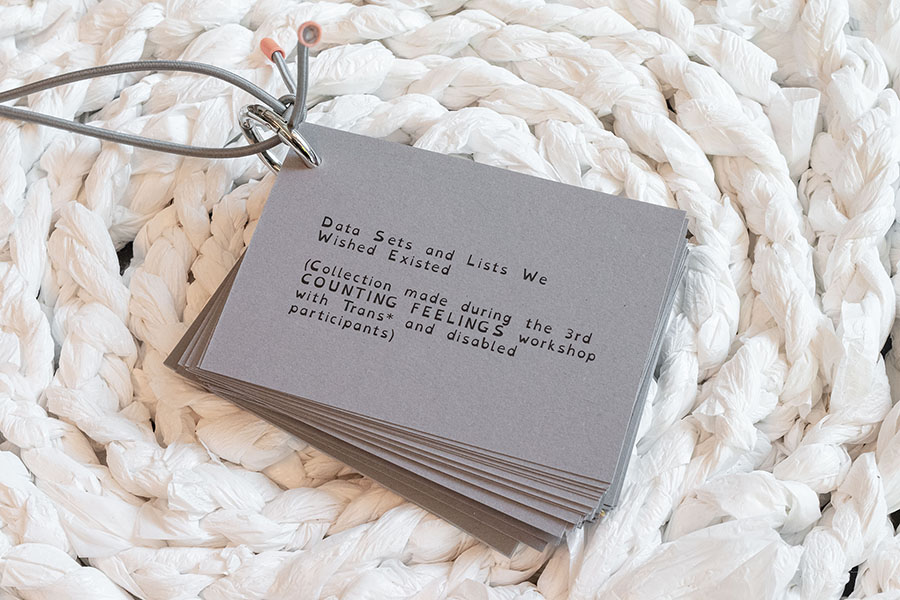 Data Sets and Lists We
Wished Existed
(Collection made during the 3rd
COUNTING FEELINGS workshop
with Trans* and disabled
participants)